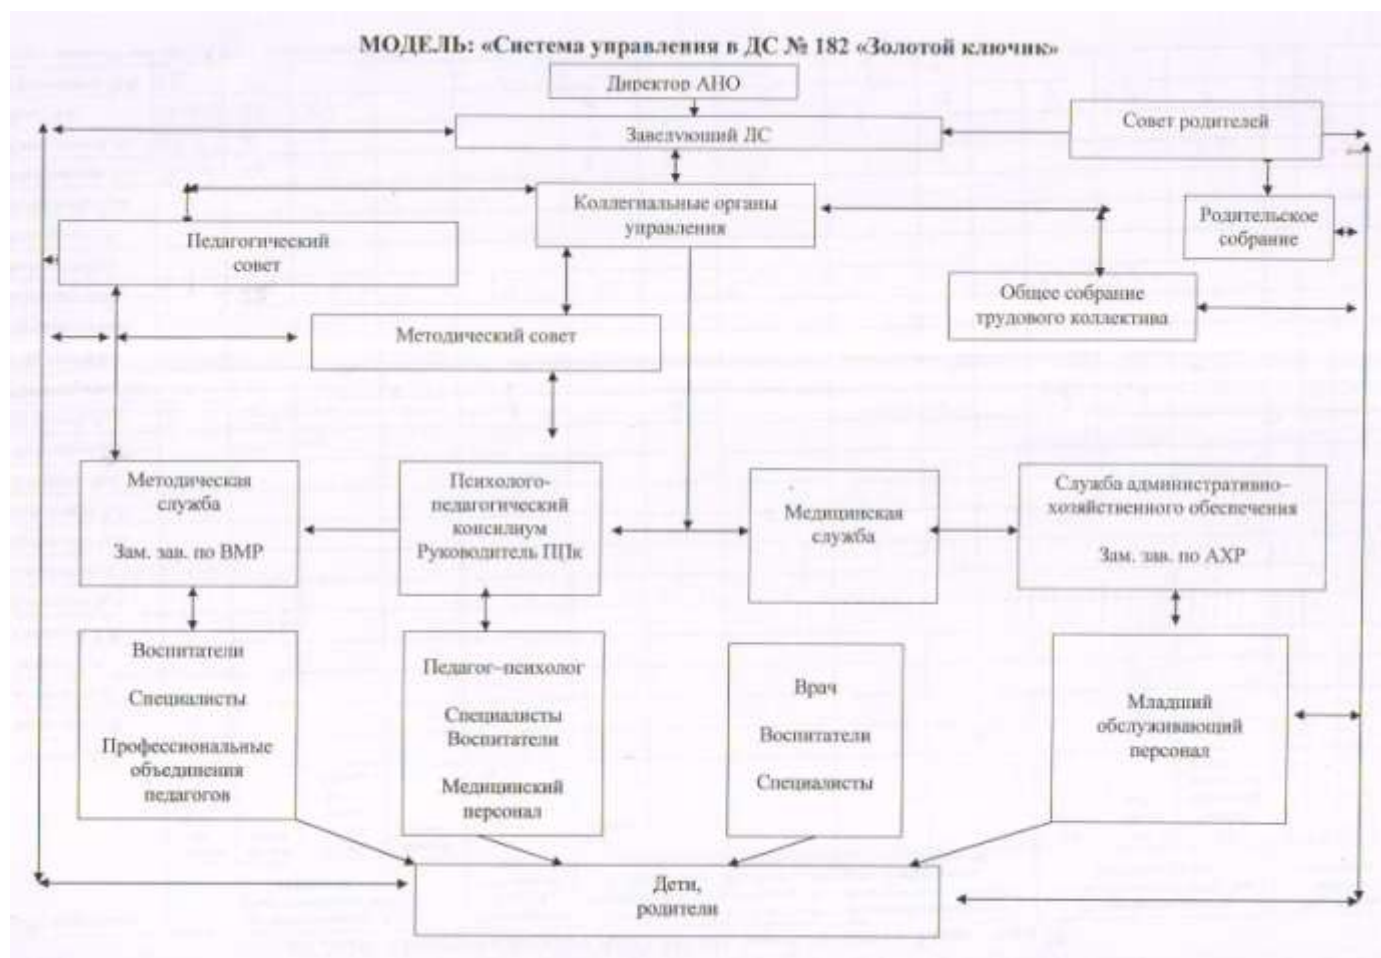 МОДЕЛЬ: «Система управления в ДС № 182 «Золотой ключик»
Директор АНО
Заведующий ДС
Совет родителей
Коллегиальные органы
управления
Родительское
собрание
Педагогический
совет
Общее собрание
трудового коллектива
Методический совет
Методическая
служба
Зам. зав. по ВМР
Психолого-
педагогический
консилиум
Руководитель ППк
Медицинская
служба
Служба административно–
хозяйственного обеспечения
Зам. зав. по АХР
Воспитатели
Специалисты
Профессиональные
объединения
педагогов
Педагог–психолог
Специалисты
Воспитатели
Медицинский
персонал
Врач
Воспитатели
Специалисты
Младший
обслуживающий
персонал
Дети,
родители